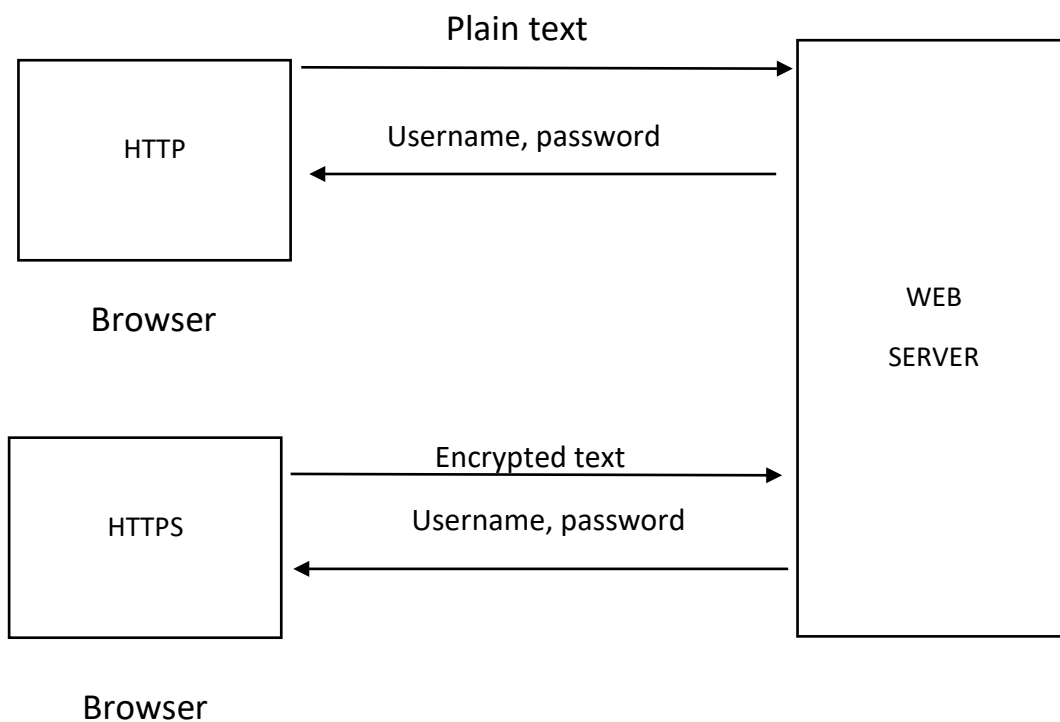 Plain text
HTTP
Username, password
Browser
WEB
SERVER
Encrypted text
HTTPS
Username, password
Browser